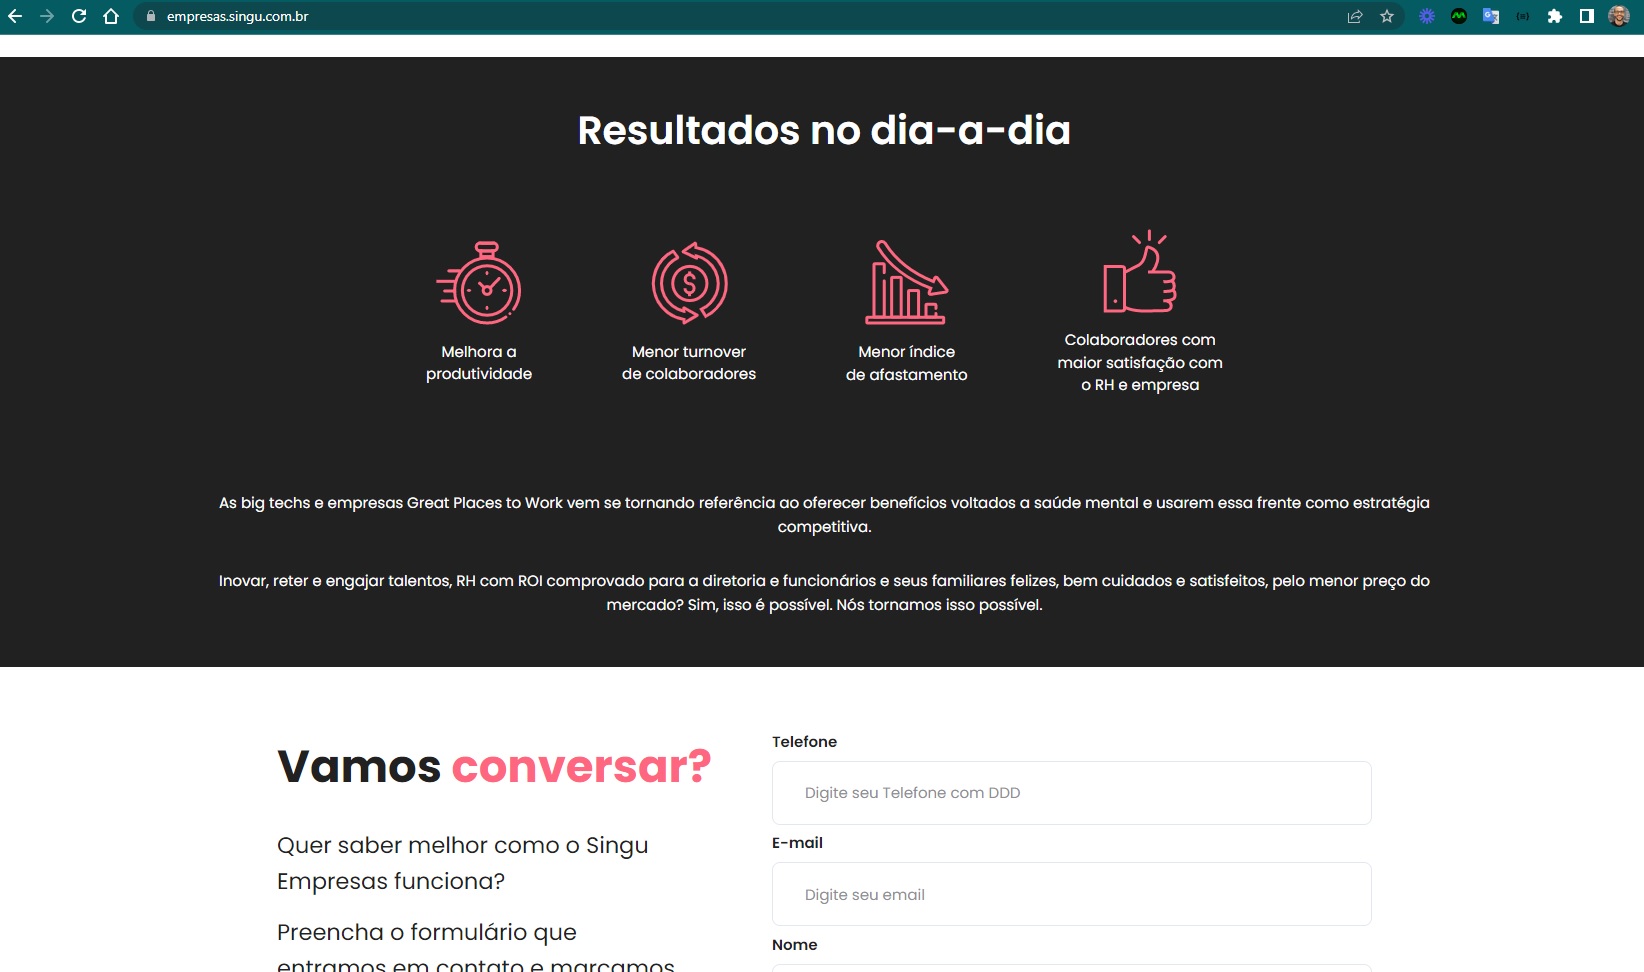 empresas.singu.com.br
Resultados no dia-a-dia
Melhora a
produtividade
Menor turnover
de colaboradores
Menor índice
de afastamento
Colaboradores com
maior satisfação com
o RH e empresa
As big techs e empresas Great Places to Work vem se tornando referência ao oferecer benefícios voltados a saúde mental e usarem essa frente como estratégia
competitiva.
Inovar, reter e engajar talentos, RH com ROI comprovado para a diretoria e funcionários e seus familiares felizes, bem cuidados e satisfeitos, pelo menor preço do
mercado? Sim, isso é possível. Nós tornamos isso possível.
Vamos conversar?
Quer saber melhor como o Singu
Empresas funciona?
Preencha o formulário que
entramos em contato e marcamos
Telefone
Digite seu Telefone com DDD
E-mail
Digite seu email
Nome